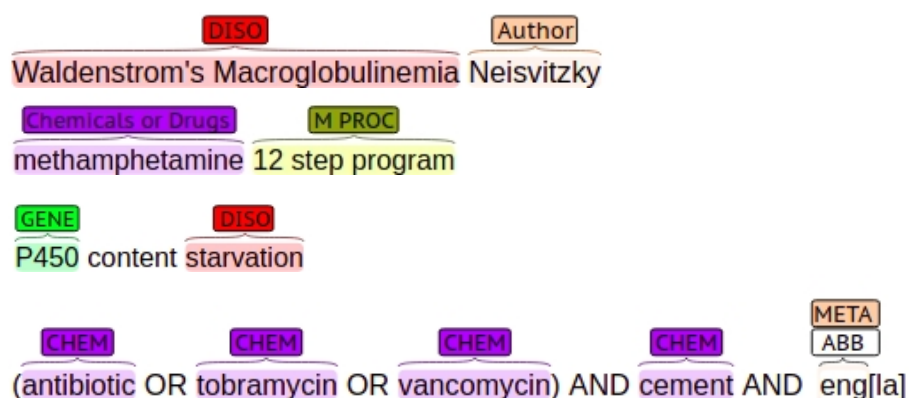 DISO Author
Waldenstrom's Macroglobulinemia Neisvitzky
Chemicals or Drugs M PROC
methamphetamine 12 step program
GENE DISO
P450 content starvation
META
CHEM CHEM CHEM CHEM ABB
(antibiotic OR tobramycin OR vancomycin) AND cement AND eng[la]